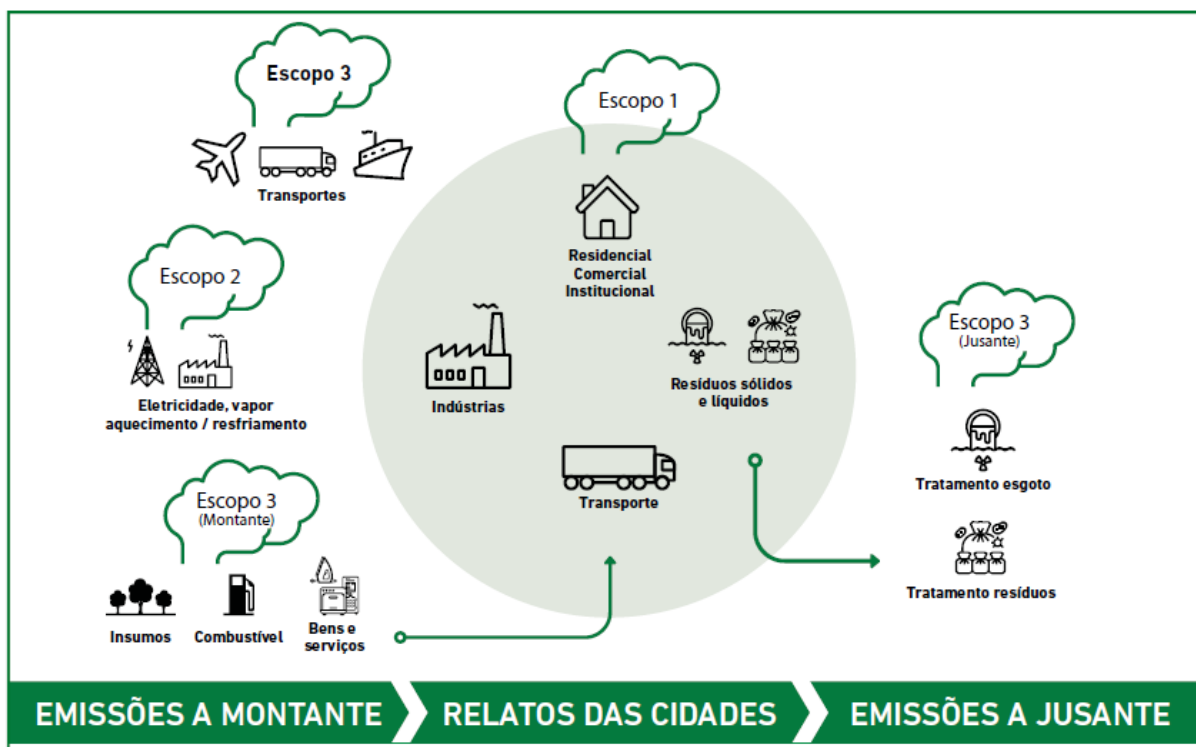 Escopo 3
Transportes
Escopo 2
Eletricidade, vapor
aquecimento / resfriamento
Escopo 3
(Montante)
Insumos
Combustível
Bens e
serviços
Escopo 1
Residencial
Comercial
Institucional
Indústrias
Resíduos sólidos
e líquidos
Transporte
Escopo 3
(Jusante)
Tratamento esgoto
Tratamento resíduos
EMISSÕES A MONTANTE
RELATOS DAS CIDADES
EMISSÕES A JUSANTE